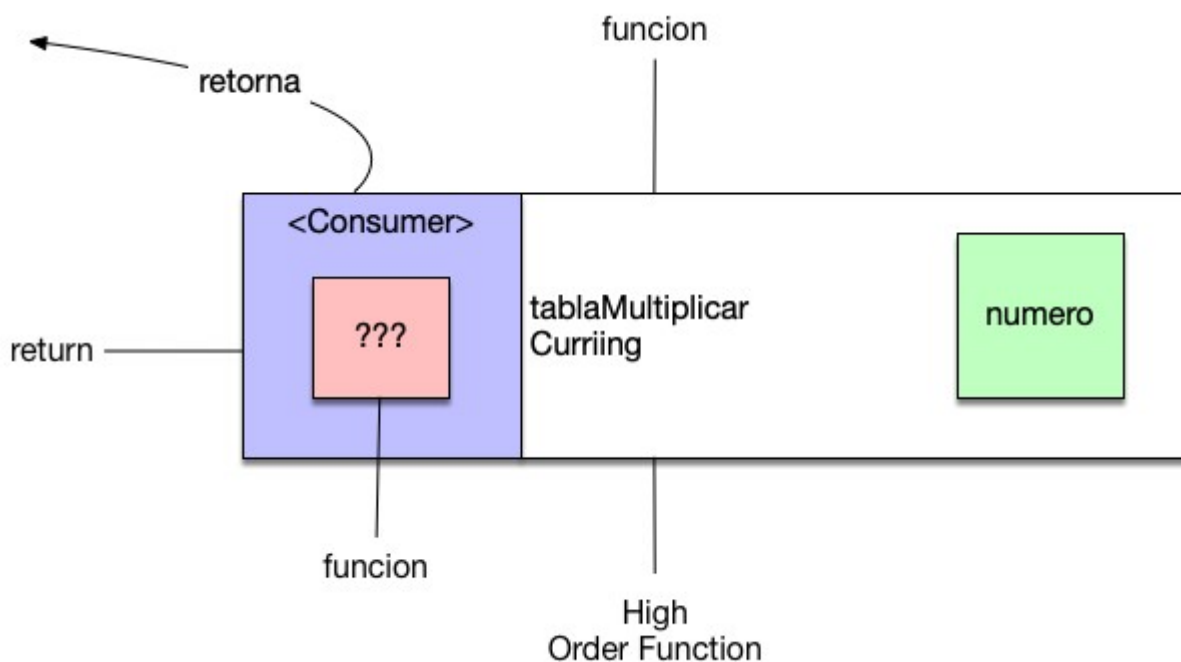 funcion
retorna
<Consumer>
???
tablaMultiplicar
Curriing
numero
return
funcion
High
Order Function